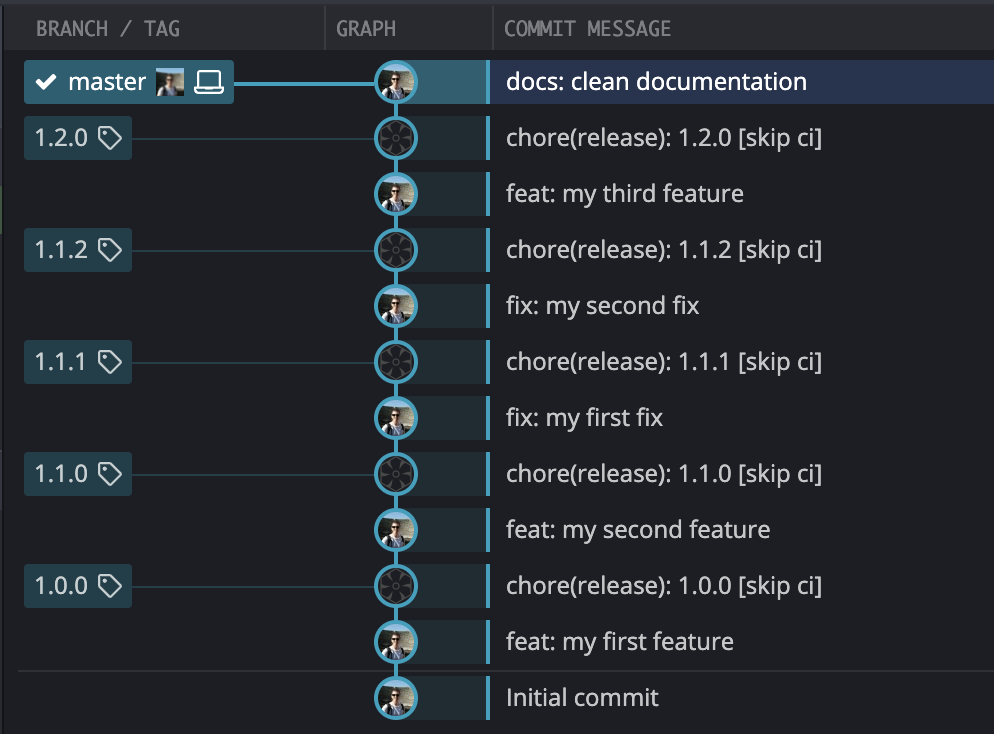 BRANCH / TAG GRAPH COMMIT MESSAGE
master docs: clean documentation
1.2.0 chore(release): 1.2.0 [skip ci]
feat: my third feature
1.1.2 chore(release): 1.1.2 [skip ci]
fix: my second fix
1.1.1 chore(release): 1.1.1 [skip ci]
fix: my first fix
1.1.0 chore(release): 1.1.0 [skip ci]
feat: my second feature
1.0.0 chore(release): 1.0.0 [skip ci]
feat: my first feature
Initial commit